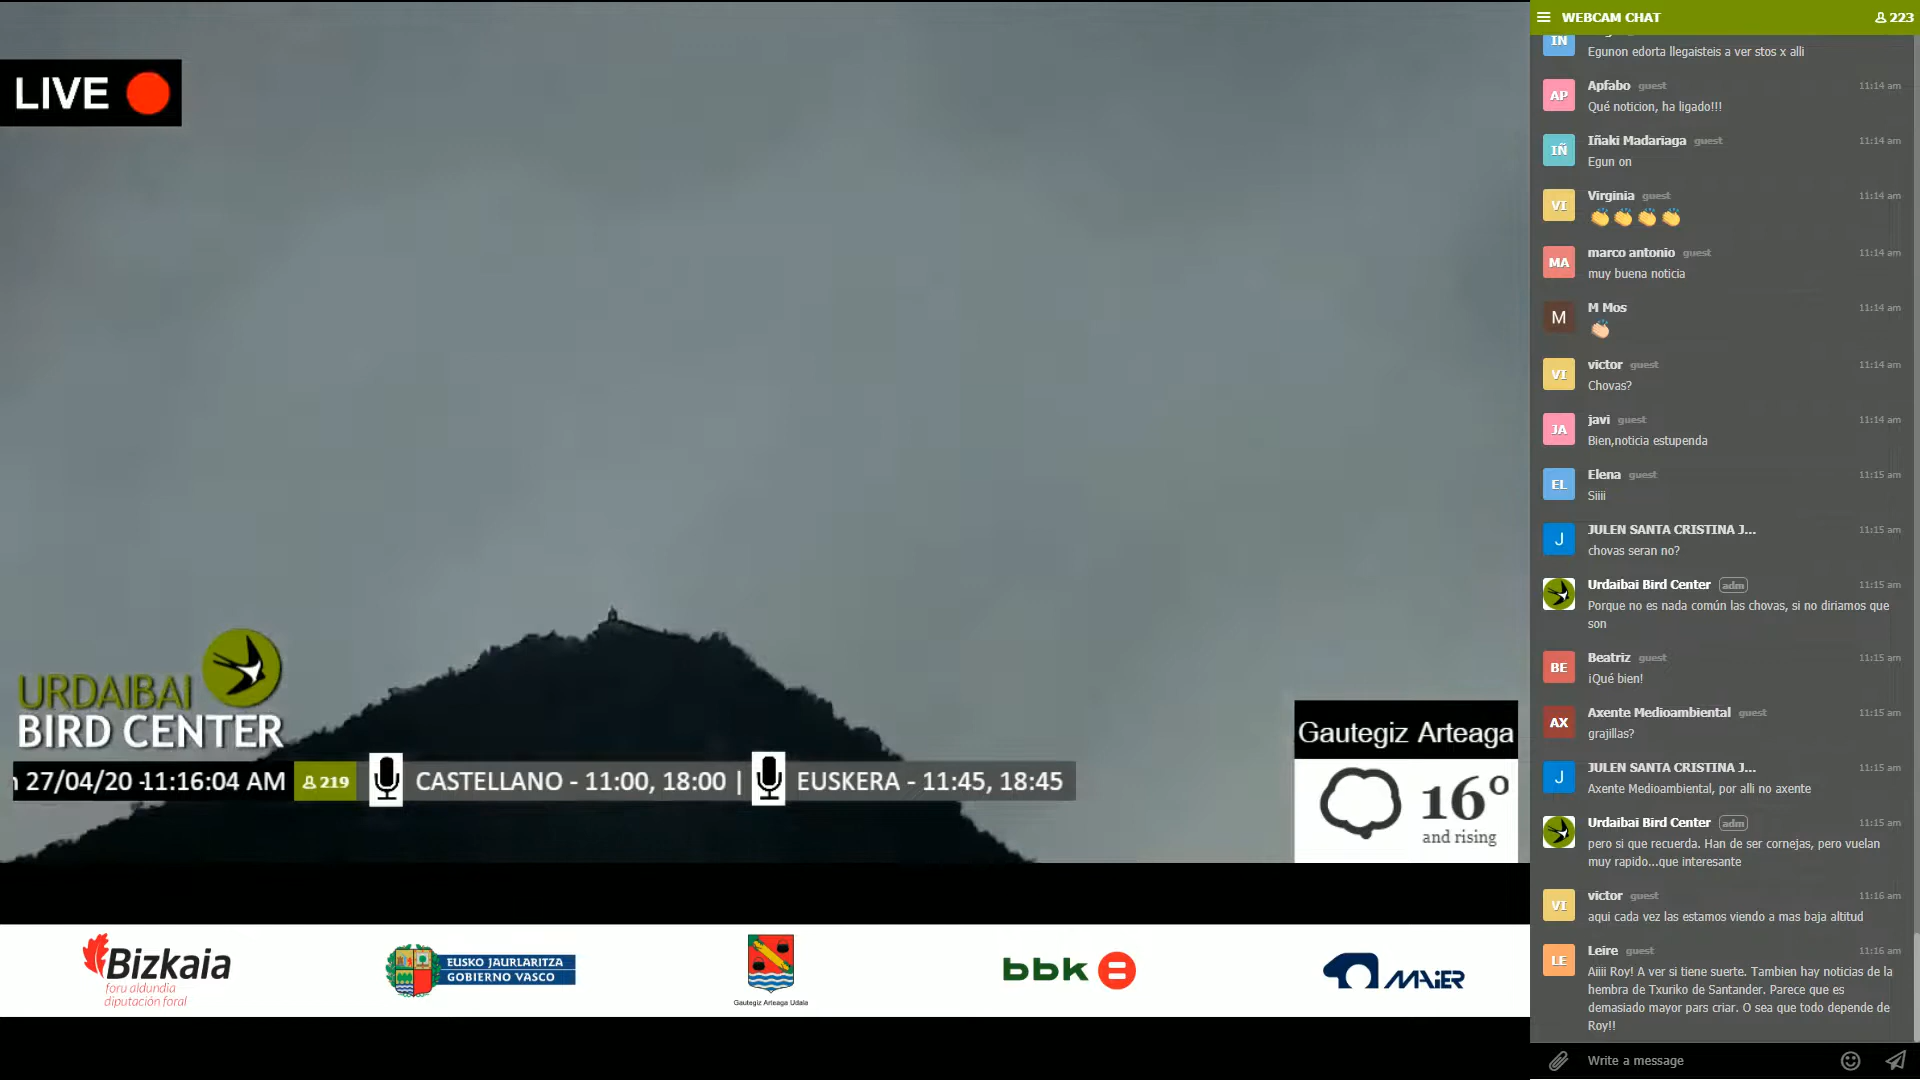 LIVE
URDAIBAI
BIRD CENTER
27/04/20 -11:16:04 AM
219
CASTELLANO - 11:00, 18:00 |
EUSKERA - 11:45, 18:45
Gautegiz Arteaga
16º
and rising
Bizkaia
foru aldundia
diputación foral
EUSKO JAURLARITZA
GOBIERNO VASCO
Gautegiz Arteaga Udala
bbk
MAIER
WEBCAM CHAT
223
IN
Egunon edorta llegaisteis a ver stos x alli
AP
Apfabo guest 11:14 am
Qué noticion, ha ligado!!!
IÑ
Iñaki Madariaga guest 11:14 am
Egun on
VI
Virginia guest 11:14 am
MA
marco antonio guest 11:14 am
muy buena noticia
M
M Mos 11:14 am
VI
victor guest 11:14 am
Chovas?
JA
javi guest 11:14 am
Bien,noticia estupenda
EL
Elena guest 11:15 am
Siiii
J
JULEN SANTA CRISTINA J... 11:15 am
chovas seran no?
Urdaibai Bird Center adm 11:15 am
Porque no es nada común las chovas, si no diriamos que
son
BE
Beatriz guest 11:15 am
¡Qué bien!
AX
Axente Medioambiental guest 11:15 am
grajillas?
J
JULEN SANTA CRISTINA J... 11:15 am
Axente Medioambiental, por alli no axente
Urdaibai Bird Center adm 11:15 am
pero si que recuerda. Han de ser cornejas, pero vuelan
muy rapido...que interesante
VI
victor guest 11:16 am
aqui cada vez las estamos viendo a mas baja altitud
LE
Leire guest 11:16 am
Aiiii Roy! A ver si tiene suerte. Tambien hay noticias de la
hembra de Txuriko de Santander. Parece que es
demasiado mayor pars criar. O sea que todo depende de
Roy!!
Write a message